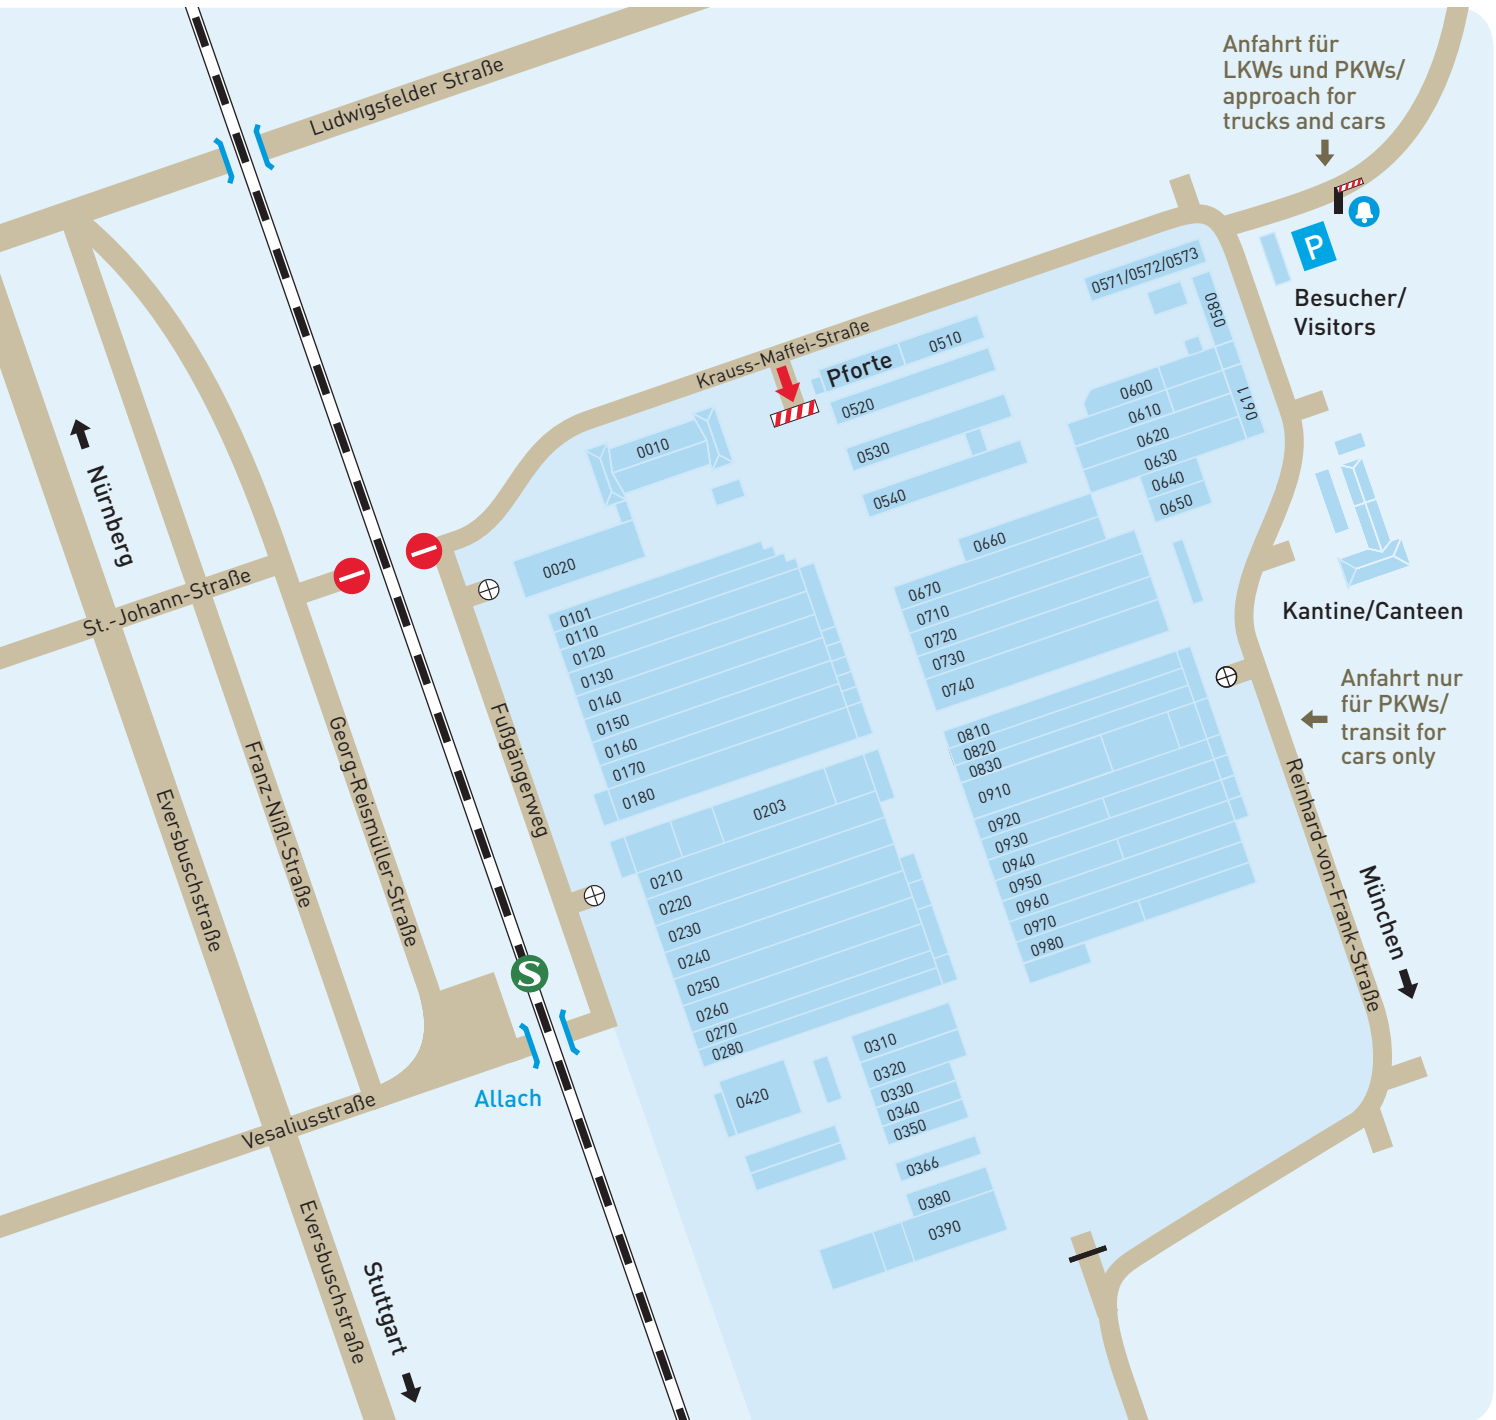 Ludwigsfelder Straße
Anfahrt für
LKWs und PKWs/
approach for
trucks and cars
P
Besucher/
Visitors
0571/0572/0573
0580
Krauss-Maffei-Straße
Pforte
0510
0520
0530
0540
0010
0020
0600
0610
0611
0620
0630
0640
0650
0660
0670
0710
0720
0730
0740
Nürnberg
St.-Johann-Straße
Kantine/Canteen
Anfahrt nur
für PKWs/
transit for
cars only
0101
0110
0120
0130
0140
0150
0160
0170
0180
0203
0210
0220
0230
0240
0250
0260
0270
0280
0810
0820
0830
0910
0920
0930
0940
0950
0960
0970
0980
Fußgängerweg
Georg-Reismüller-Straße
Franz-Nißl-Straße
Eversbuschstraße
Reinhard-von-Frank-Straße
München
S
Allach
Vesaliusstraße
0310
0320
0330
0340
0350
0366
0380
0390
0420
Eversbuschstraße
Stuttgart